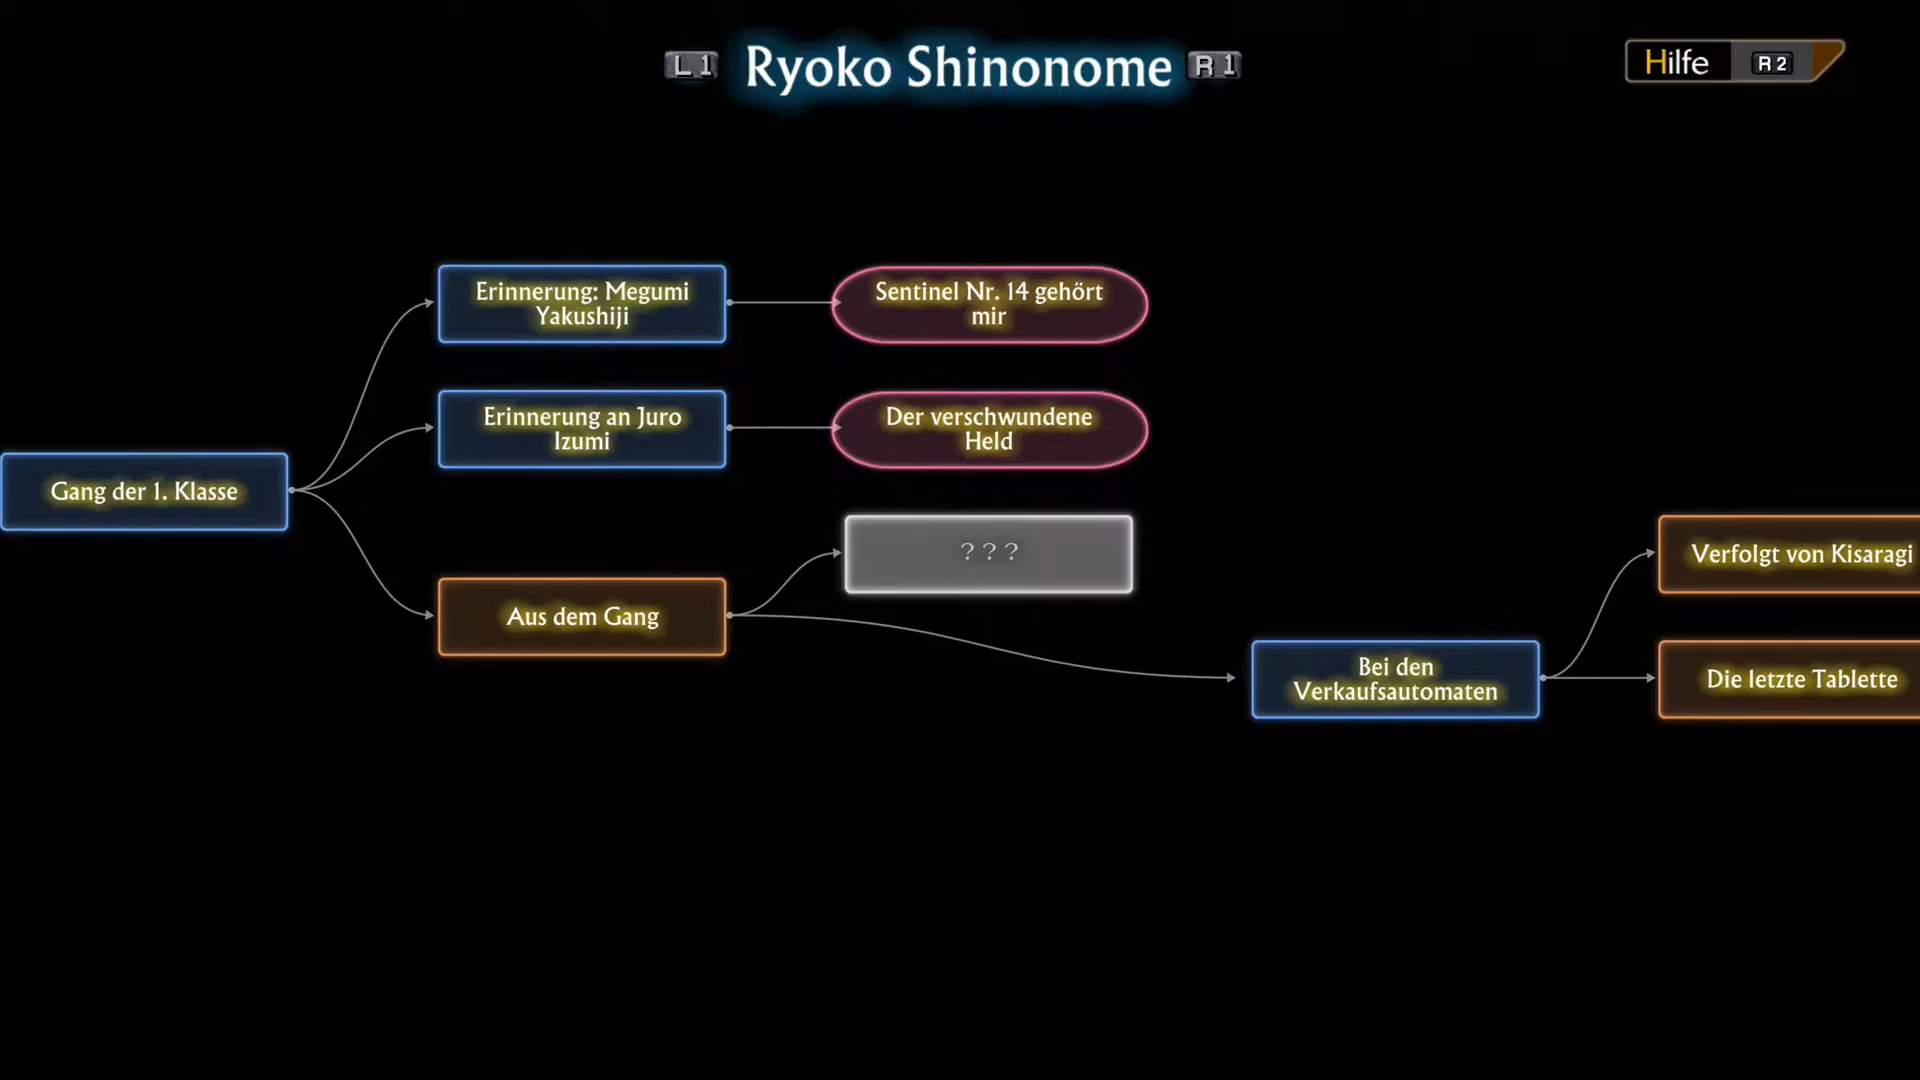 L1 Ryoko Shinonome R1
Hilfe R2
Erinnerung: Megumi
Yakushiji
Sentinel Nr. 14 gehört
mir
Erinnerung an Juro
Izumi
Der verschwundene
Held
Gang der 1. Klasse
? ? ?
Verfolgt von Kisaragi
Aus dem Gang
Bei den
Verkaufsautomaten
Die letzte Tablette